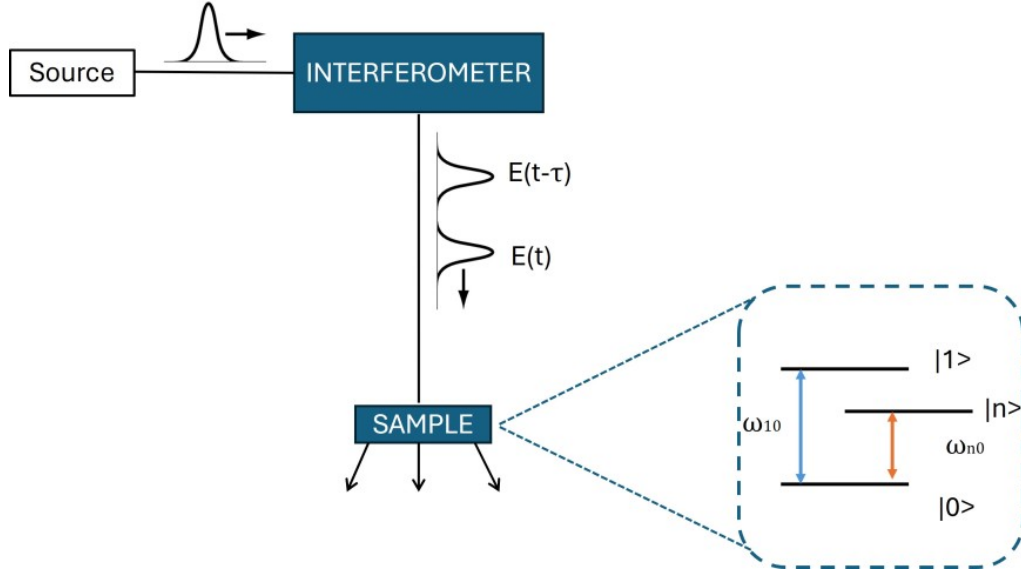 Source
INTERFEROMETER
E(t-τ)
E(t)
SAMPLE
|1>
|n>
ω10
ωn0
|0>